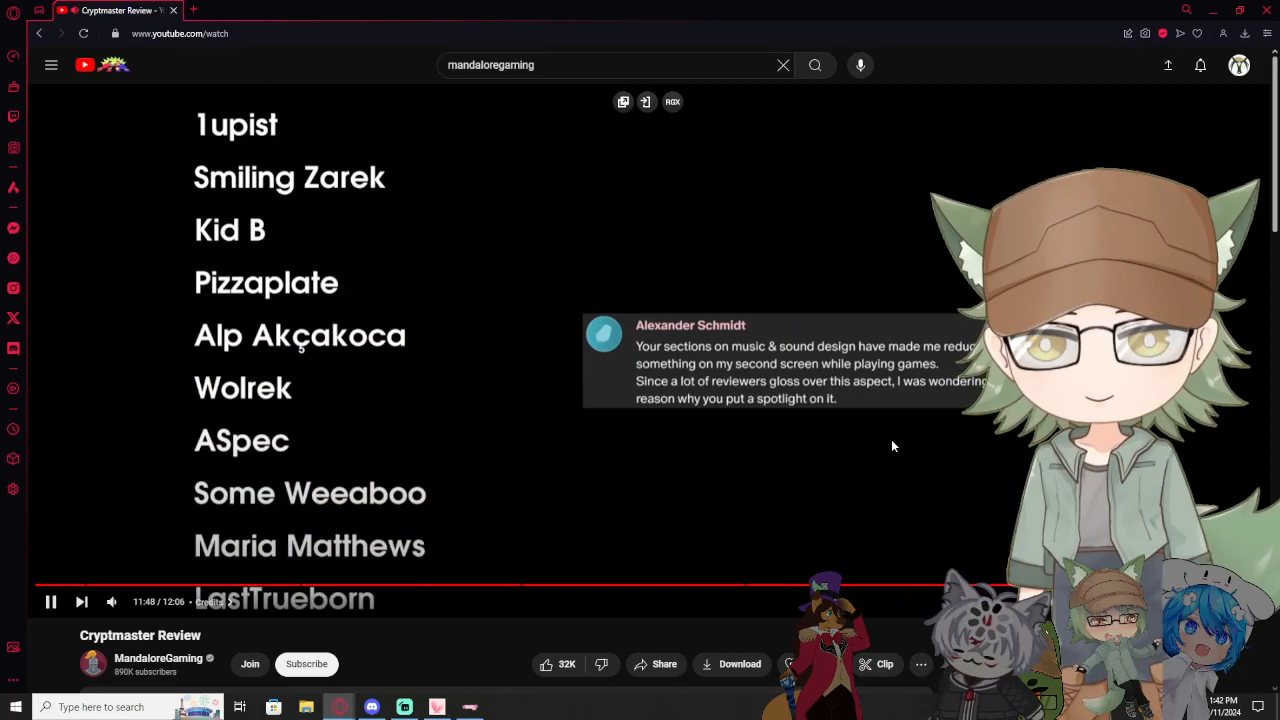 Cryptmaster Review - Y
www.youtube.com/watch
mandaloregaming
RGX
1upist
Smiling Zarek
Kid B
Pizzaplate
Alp Akçakoca
Wolrek
ASpec
Some Weeaboo
Maria Matthews
LastTrueborn
Alexander Schmidt
Your sections on music & sound design have made me reduc
something on my second screen while playing games.
Since a lot of reviewers gloss over this aspect, I was wondering
reason why you put a spotlight on it.
11:48 / 12:06 • Credits
Cryptmaster Review
MandaloreGaming
890K subscribers
Join
Subscribe
32K
Share
Download
Clip
Type here to search
1:42 PM
/11/2024